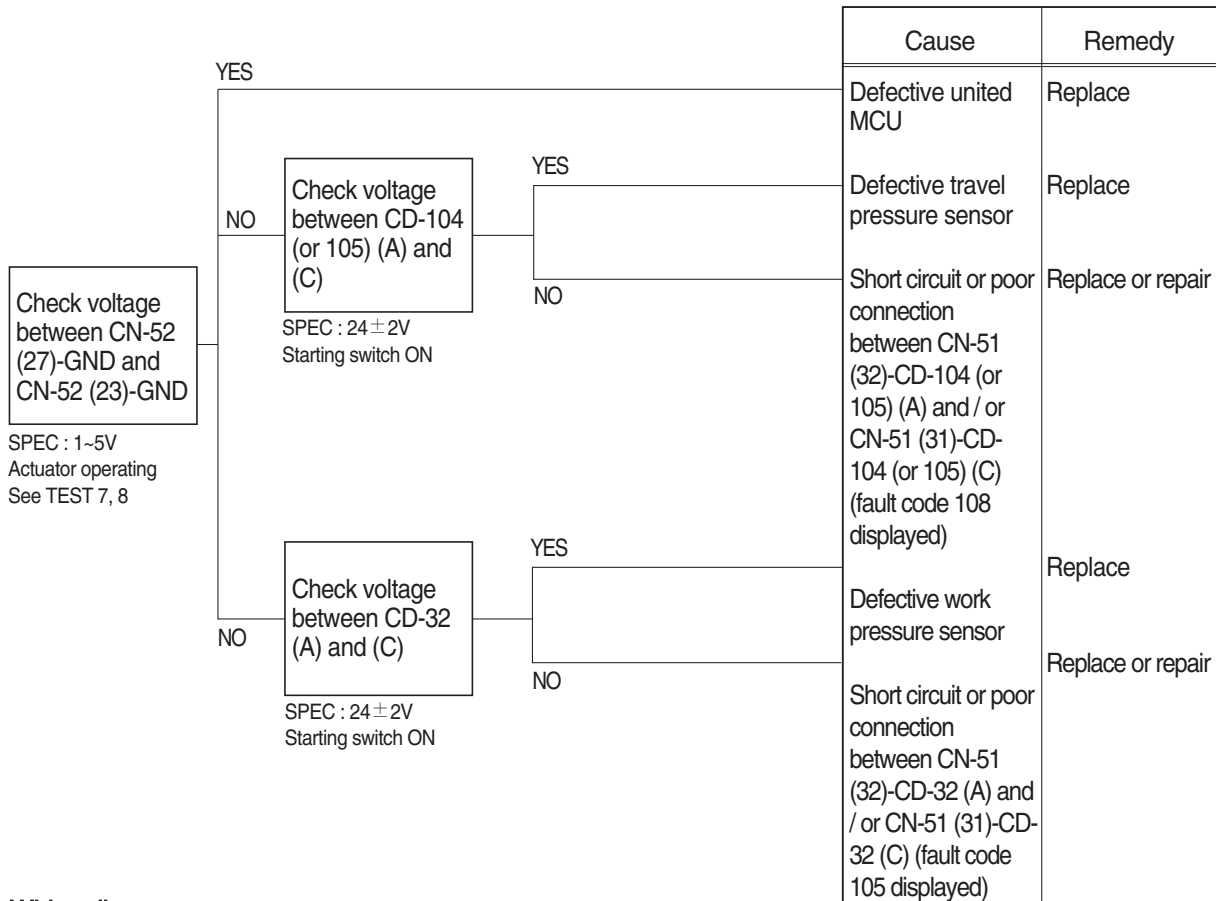 Cause
Remedy
YES
Defective united
MCU
Replace
Check voltage
between CD-104
(or 105) (A) and
(C)
NO
SPEC : 24±2V
Starting switch ON
YES
Defective travel
pressure sensor
Replace
NO
Short circuit or poor
connection
between CN-51
(32)-CD-104 (or
105) (A) and / or
CN-51 (31)-CD-
104 (or 105) (C)
(fault code 108
displayed)
Replace or repair
Check voltage
between CN-52
(27)-GND and
CN-52 (23)-GND
SPEC : 1~5V
Actuator operating
See TEST 7, 8
NO
Check voltage
between CD-32
(A) and (C)
SPEC : 24±2V
Starting switch ON
YES
Defective work
pressure sensor
Replace
NO
Short circuit or poor
connection
between CN-51
(32)-CD-32 (A) and
/ or CN-51 (31)-CD-
32 (C) (fault code
105 displayed)
Replace or repair